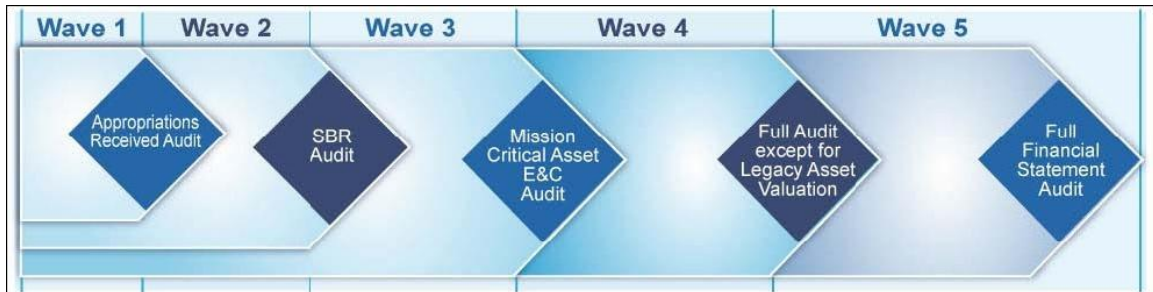 Wave 1
Wave 2
Wave 3
Wave 4
Wave 5
Appropriations
Received Audit
SBR
Audit
Mission
Critical Asset
E&C
Audit
Full Audit
except for
Legacy Asset
Valuation
Full
Financial
Statement
Audit